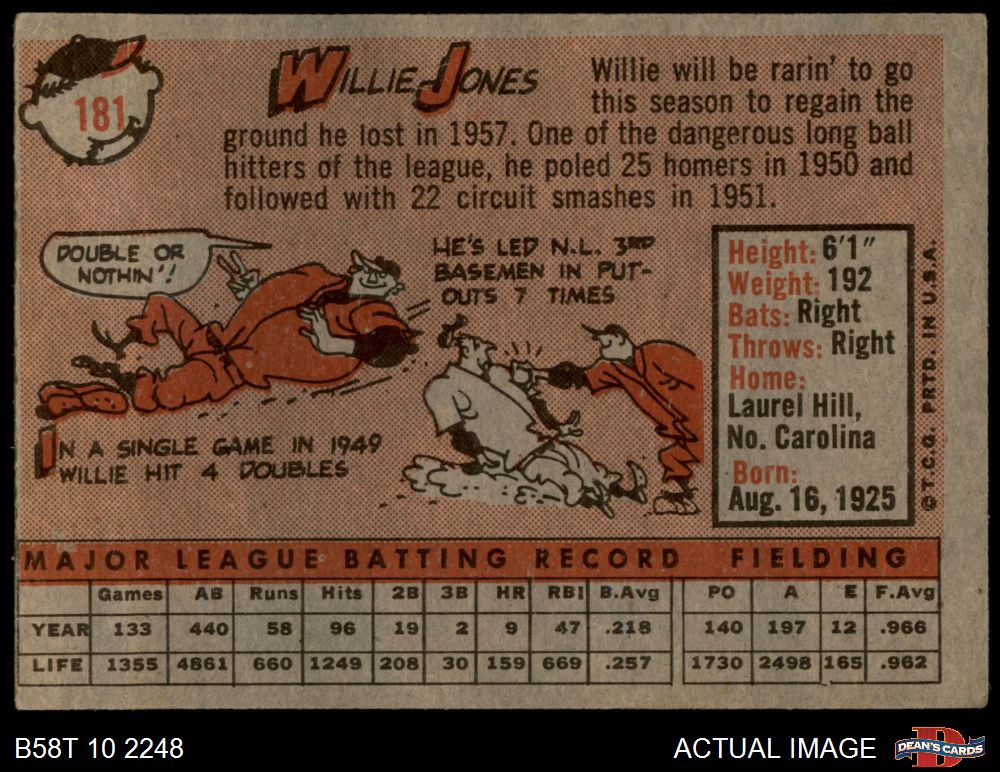 181
WILLIE JONES
Willie will be rarin' to go
this season to regain the
ground he lost in 1957. One of the dangerous long ball
hitters of the league, he poled 25 homers in 1950 and
followed with 22 circuit smashes in 1951.
DOUBLE OR
NOTHIN'!
HE'S LED N.L. 3RD
BASEMEN IN PUT-
OUTS 7 TIMES
IN A SINGLE GAME IN 1949
WILLIE HIT 4 DOUBLES
Height: 6'1"
Weight: 192
Bats: Right
Throws: Right
Home:
Laurel Hill,
No. Carolina
Born:
Aug. 16, 1925
© T.C.G. PRTD. IN U.S.A.
MAJOR LEAGUE BATTING RECORD FIELDING
Games AB Runs Hits 2B 3B HR RBI B.Avg PO A E F.Avg
YEAR 133 440 58 96 19 2 9 47 .218 140 197 12 .966
LIFE 1355 4861 660 1249 208 30 159 669 .257 1730 2498 165 .962
B58T 10 2248
ACTUAL IMAGE
D
DEAN'S CARDS